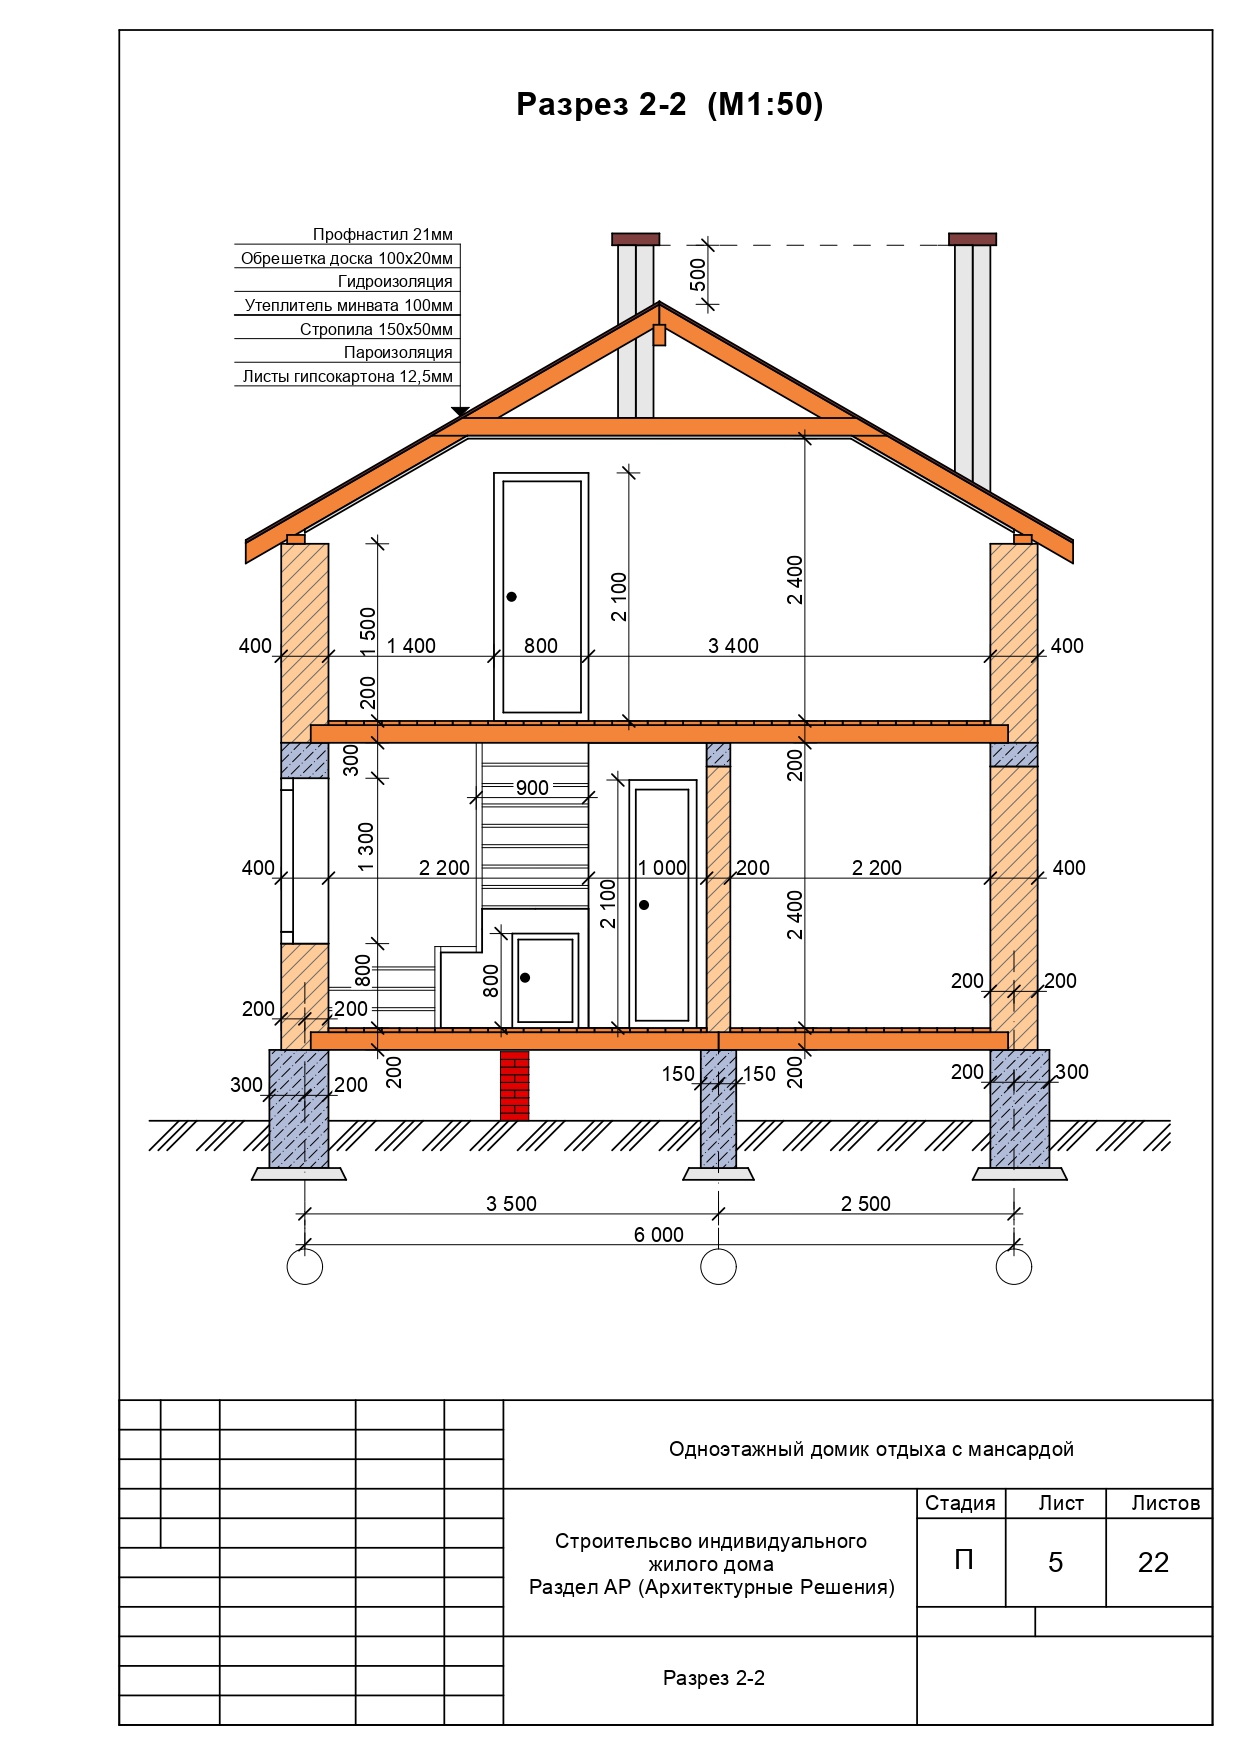 Разрез 2-2 (М1:50)
Профнастил 21мм
Обрешетка доска 100х20мм
Гидроизоляция
Утеплитель минвата 100мм
Стропила 150х50мм
Пароизоляция
Листы гипсокартона 12,5мм
500
2 100
2 400
1 500
400
1 400
800
3 400
400
200
300
200
900
1 300
400
2 200
1 000
200
2 200
400
2 100
2 400
800
800
200
200
200
200
300
200
200
150
150
200
200
300
3 500
2 500
6 000
Одноэтажный домик отдыха с мансардой
Стадия
Лист
Листов
Строительсво индивидуального
жилого дома
Раздел АР (Архитектурные Решения)
П
5
22
Разрез 2-2